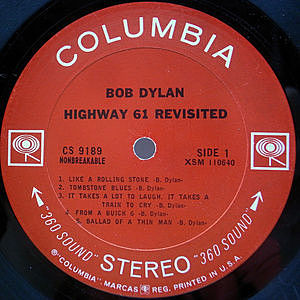 COLUMBIA
BOB DYLAN
HIGHWAY 61 REVISITED
CS 9189
NONBREAKABLE
SIDE 1
XSM 110640
1. LIKE A ROLLING STONE -B. Dylan-
2. TOMBSTONE BLUES -B. Dylan-
3. IT TAKES A LOT TO LAUGH, IT TAKES A
TRAIN TO CRY -B. Dylan-
4. FROM A BUICK 6 -B. Dylan-
5. BALLAD OF A THIN MAN -B. Dylan-
"360 SOUND" STEREO "360 SOUND"
® "COLUMBIA" MARCAS REG. PRINTED IN U.S.A.